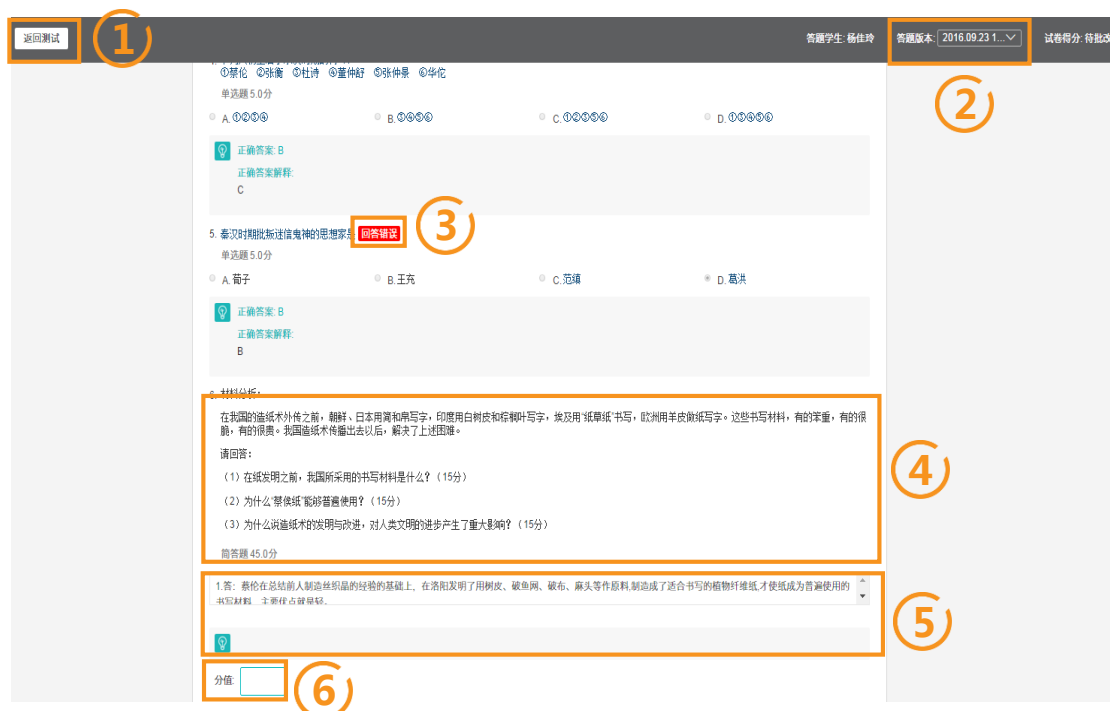 返回测试
1
答题学生: 杨佳玲
答题版本: 2016.09.23 1...
试卷得分: 待批改
2
①蔡伦 ②张衡 ③杜诗 ④董仲舒 ⑤张仲景 ⑥华佗
单选题 5.0分
A. ①②③④
B. ③④⑤⑥
C. ①②③⑤⑥
D. ①③④⑤⑥
正确答案: B
正确答案解释:
C
3
5. 秦汉时期批叛迷信鬼神的思想家是 回答错误
单选题 5.0分
A. 荀子
B. 王充
C. 范缜
D. 葛洪
正确答案: B
正确答案解释:
B
6. 材料分析:
在我国的造纸术外传之前，朝鲜、日本用简和帛写字，印度用白树皮和棕榈叶写字，埃及用“纸草纸”书写，欧洲用羊皮做纸写字。这些书写材料，有的笨重，有的很
脆，有的很贵。我国造纸术传播出去以后，解决了上述困难。
请回答：
（1）在纸发明之前，我国所采用的书写材料是什么？（15分）
（2）为什么“蔡侯纸”能够普遍使用？（15分）
（3）为什么说造纸术的发明与改进，对人类文明的进步产生了重大影响？（15分）
简答题 45.0分
4
1.答：蔡伦在总结前人制造丝织品的经验的基础上，在洛阳发明了用树皮、破鱼网、破布、麻头等作原料,制造成了适合书写的植物纤维纸,才使纸成为普遍使用的
书写材料，主要优点就是轻。
5
分值:
6